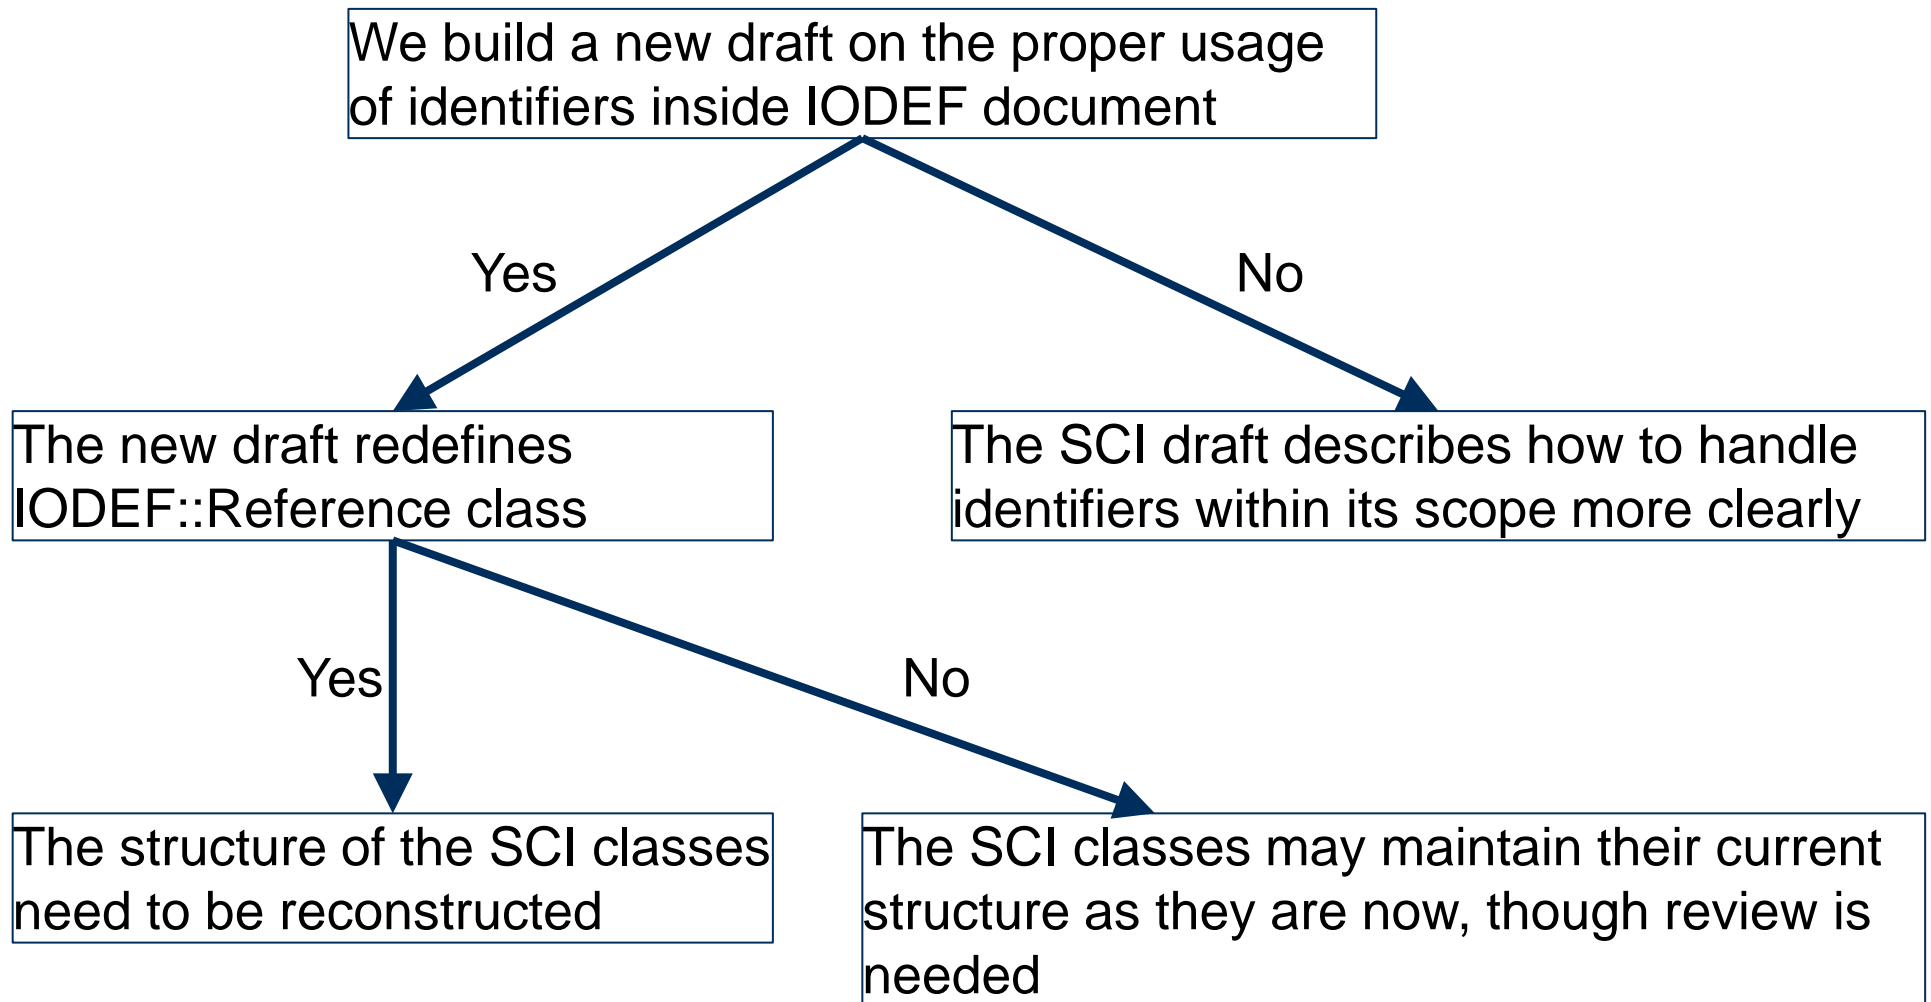 We build a new draft on the proper usage
of identifiers inside IODEF document
Yes
No
The new draft redefines
IODEF::Reference class
The SCI draft describes how to handle
identifiers within its scope more clearly
Yes
No
The structure of the SCI classes
need to be reconstructed
The SCI classes may maintain their current
structure as they are now, though review is
needed